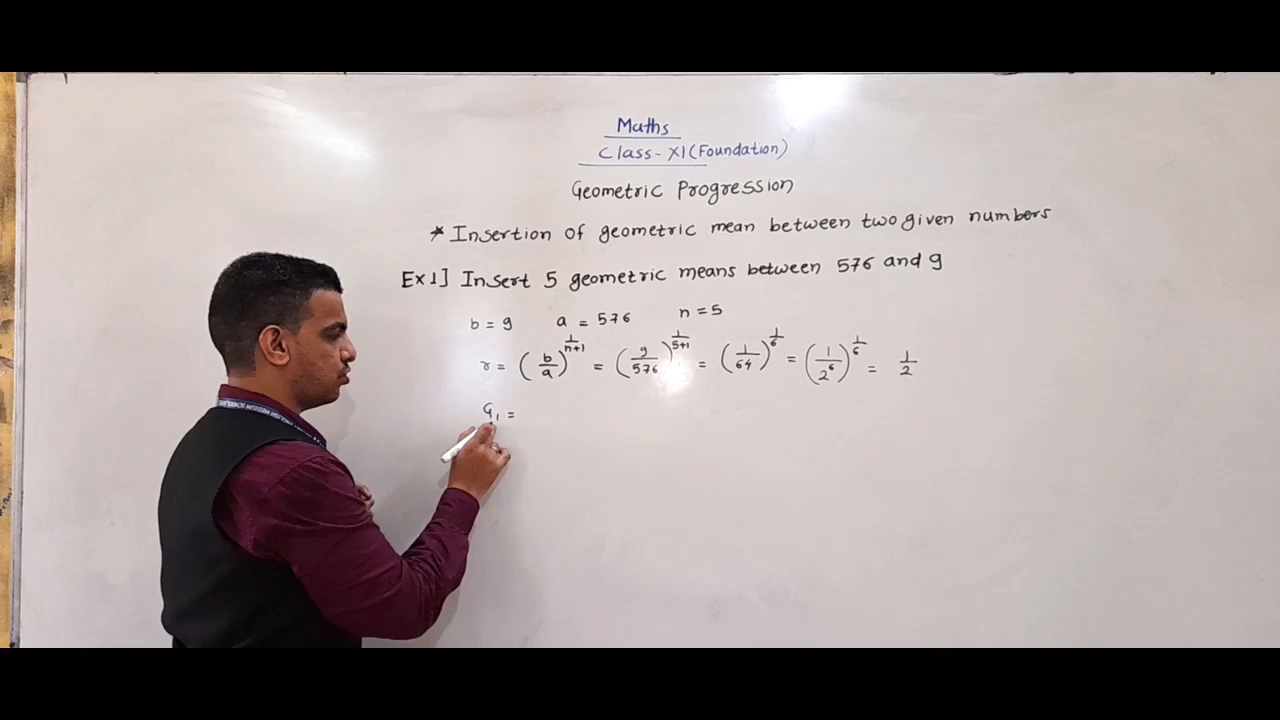 Maths
Class - XI (Foundation)
Geometric Progression
* Insertion of geometric mean between two given numbers
Ex 1] Insert 5 geometric means between 576 and 9
b = 9 a = 576 n = 5
r = (b/a)^(1/n+1) = (9/576)^(1/5+1) = (1/64)^(1/6) = (1/2^6)^(1/6) = 1/2
G₁ =